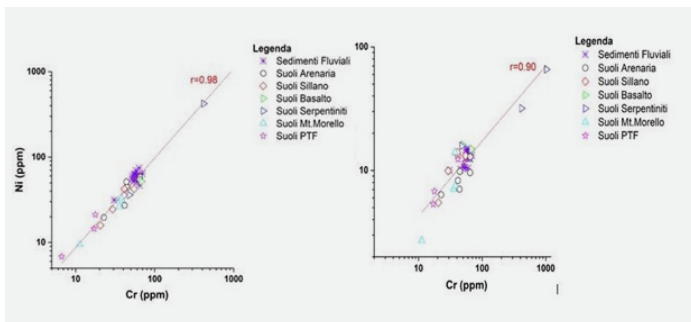 Legenda
Sedimenti Fluviali
Suoli Arenaria
Suoli Sillano
Suoli Basalto
Suoli Serpentiniti
Suoli Mt.Morello
Suoli PTF
r=0.98
1000
100
10
Ni (ppm)
10
100
1000
Cr (ppm)
Legenda
Sedimenti Fluviali
Suoli Arenaria
Suoli Sillano
Suoli Basalto
Suoli Serpentiniti
Suoli Mt.Morello
Suoli PTF
r=0.90
100
10
10
100
1000
Cr (ppm)